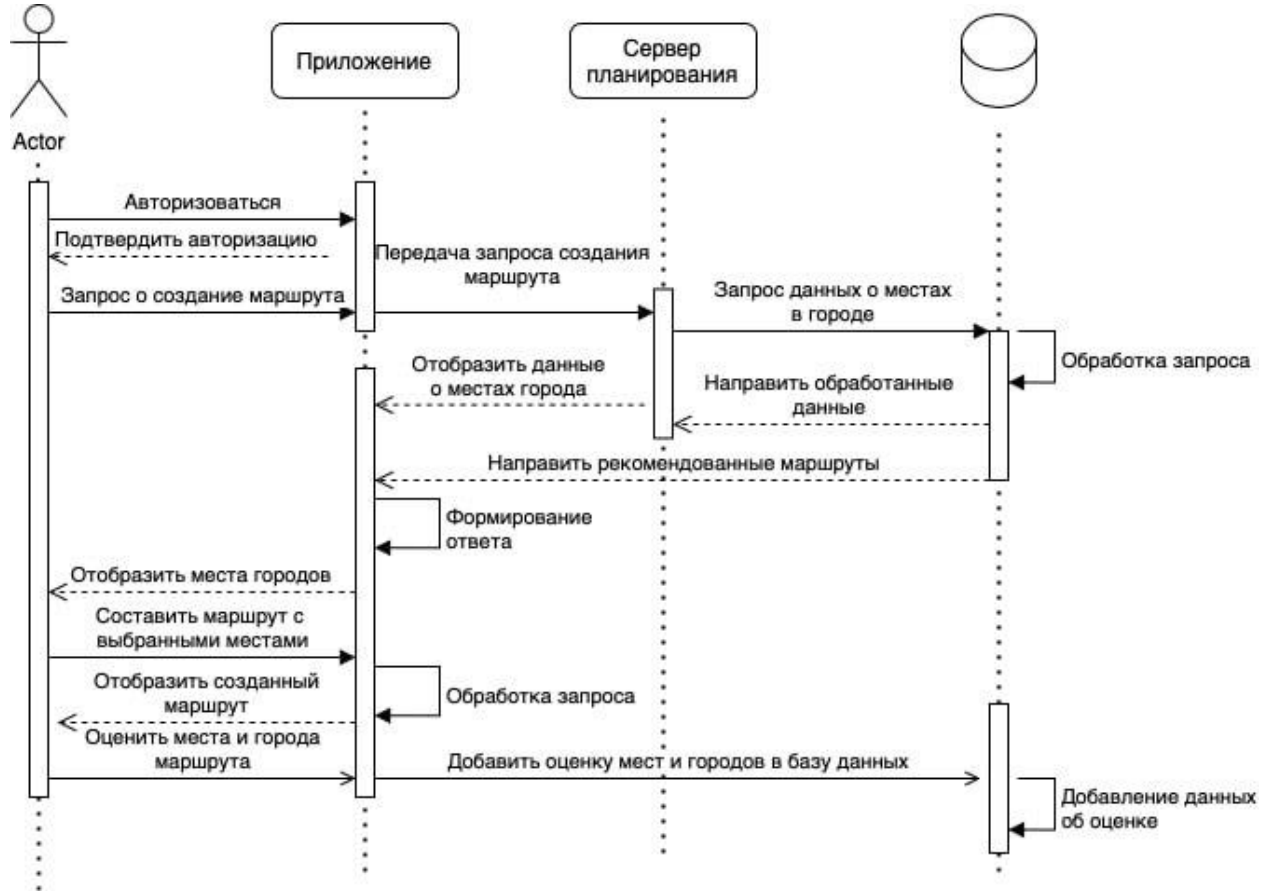 Приложение
Сервер
планирования
Actor
Авторизоваться
Подтвердить авторизацию
Передача запроса создания
маршрута
Запрос о создание маршрута
Запрос данных о местах
в городе
Обработка запроса
Отобразить данные
о местах города
Направить обработанные
данные
Направить рекомендованные маршруты
Формирование
ответа
Отобразить места городов
Составить маршрут с
выбранными местами
Обработка запроса
Отобразить созданный
маршрут
Оценить места и города
маршрута
Добавить оценку мест и городов в базу данных
Добавление данных
об оценке